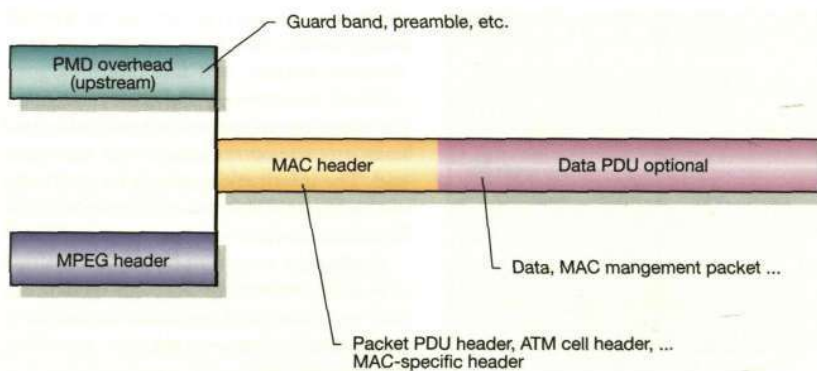 Guard band, preamble, etc.
PMD overhead
(upstream)
MAC header
Data PDU optional
MPEG header
Data, MAC mangement packet ...
Packet PDU header, ATM cell header, ...
MAC-specific header